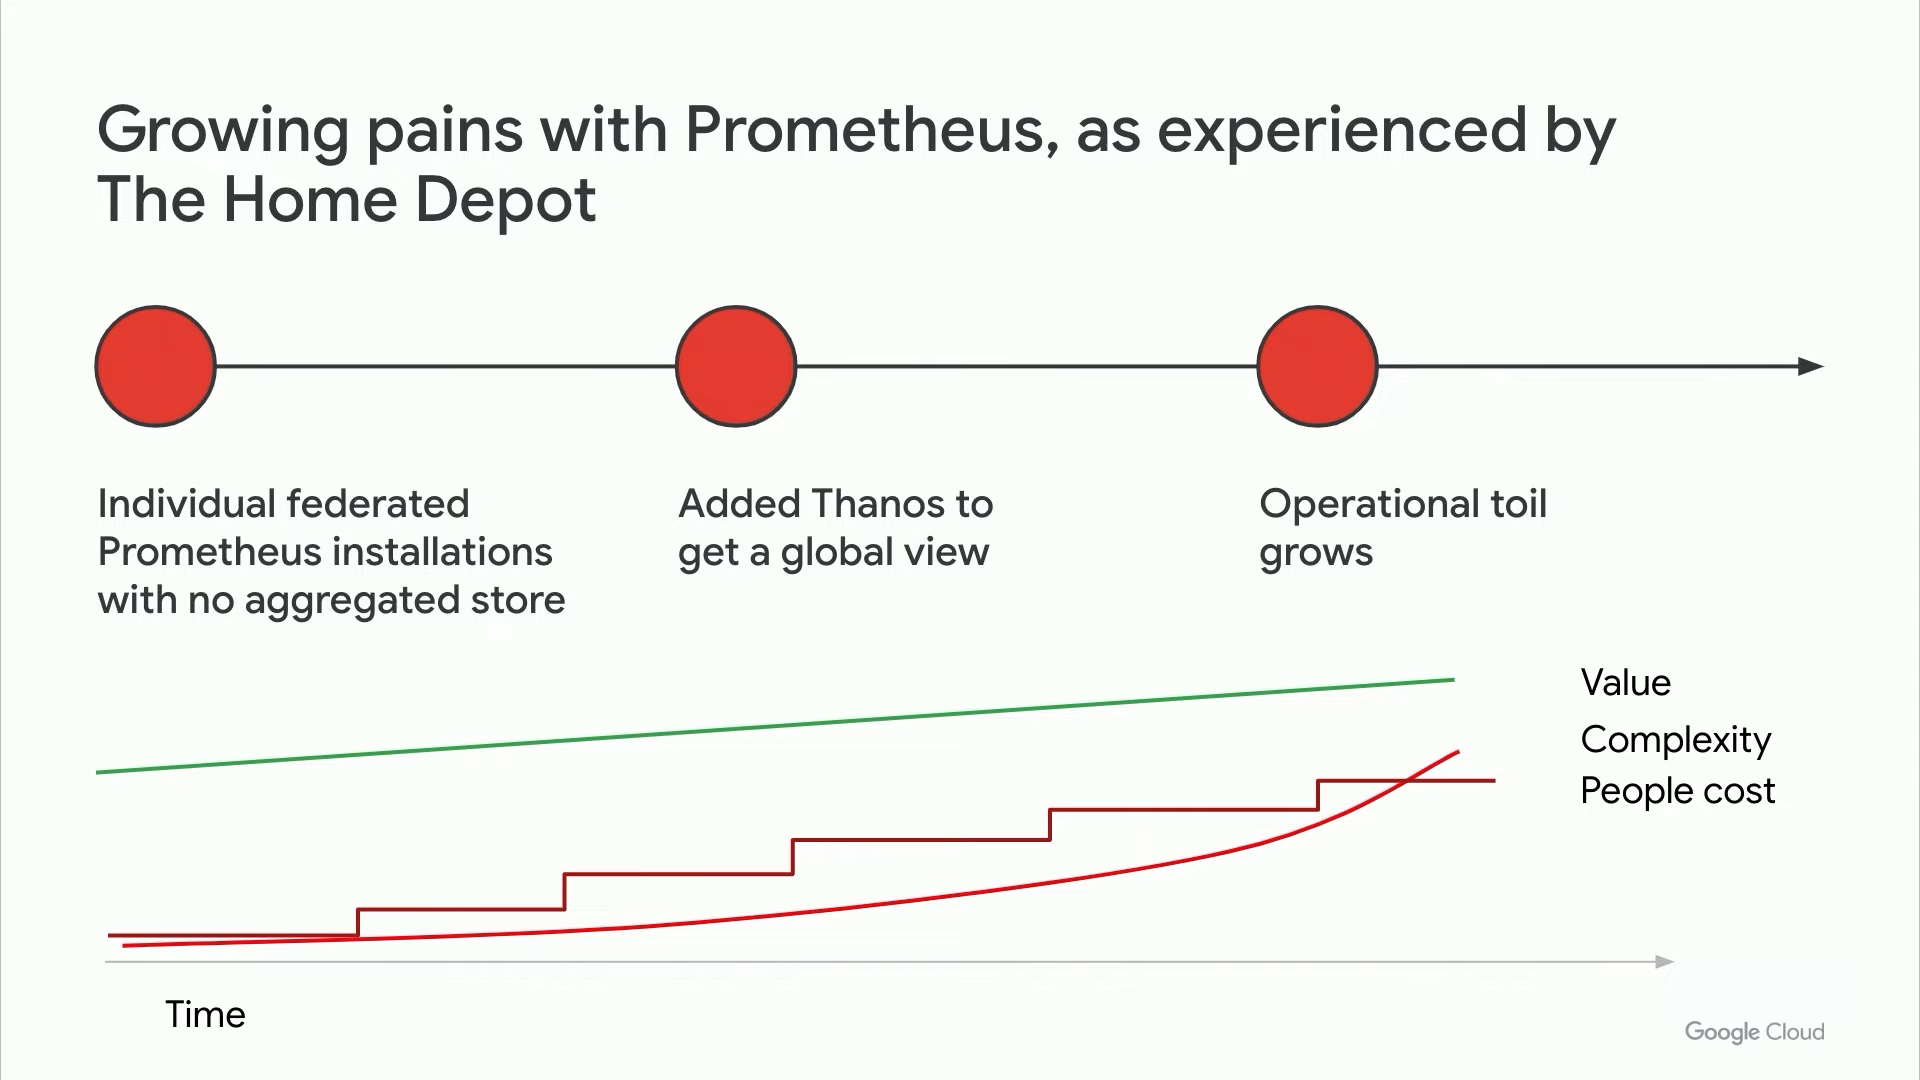 Growing pains with Prometheus, as experienced by
The Home Depot
Individual federated
Prometheus installations
with no aggregated store
Added Thanos to
get a global view
Operational toil
grows
Value
Complexity
People cost
Time
Google Cloud